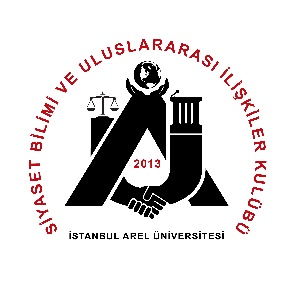 SİYASET BİLİMİ VE ULUSLARARASI İLİŞKİLER KULÜBÜ
2013
İSTANBUL AREL ÜNİVERSİTESİ